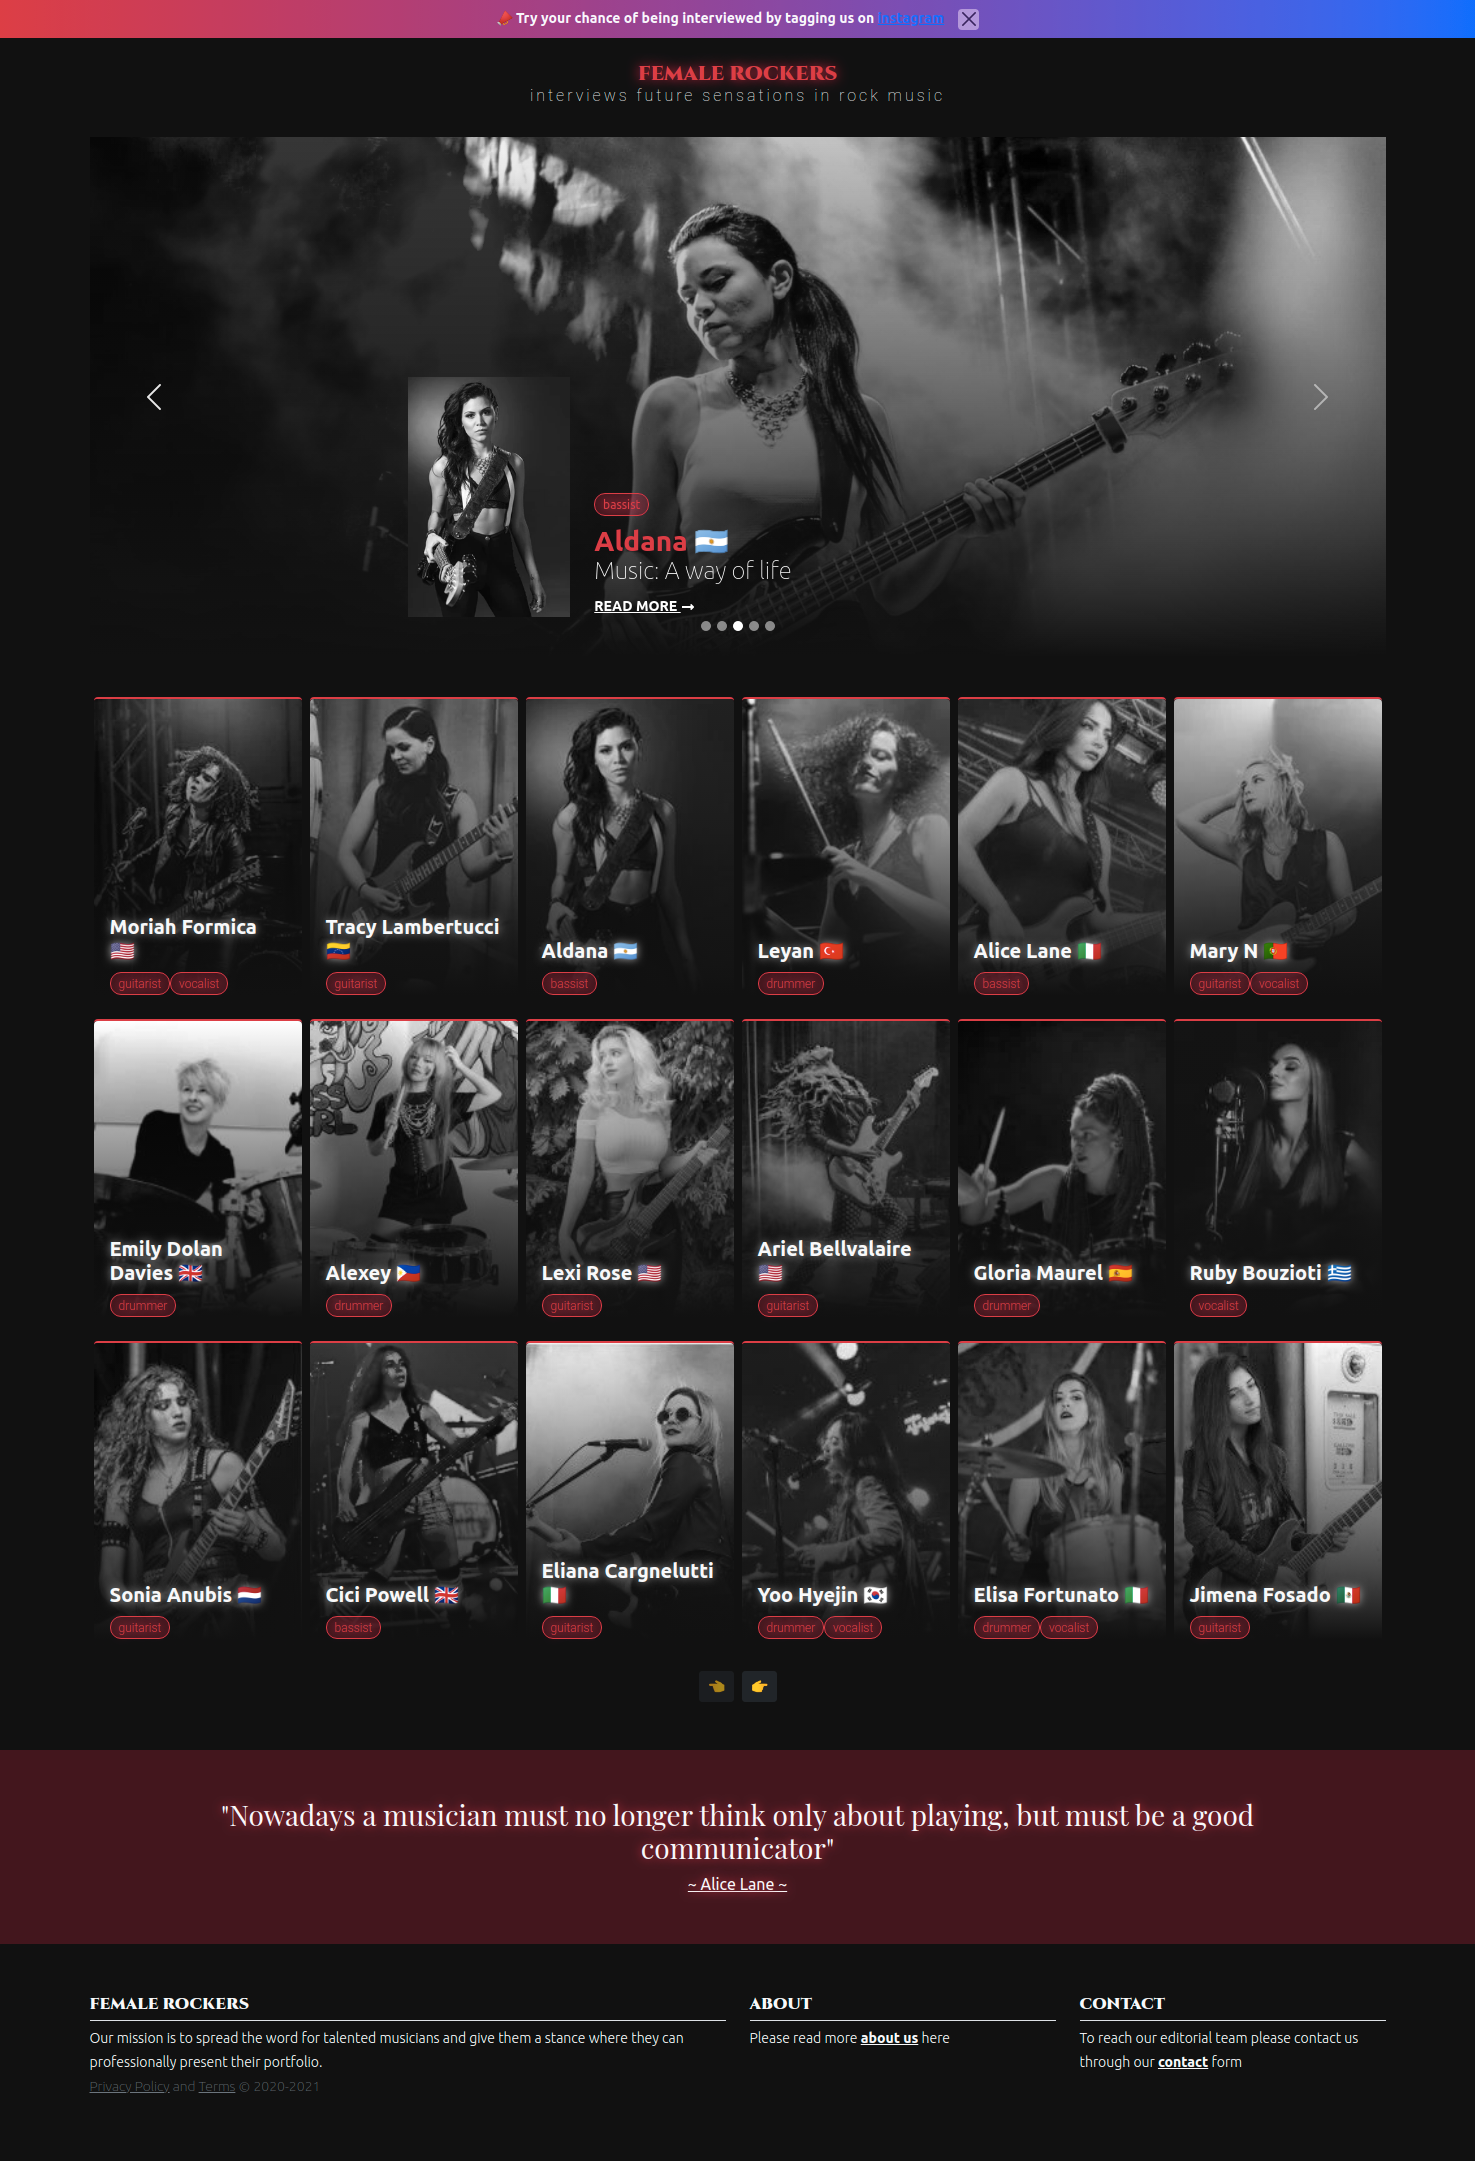 📣 Try your chance of being interviewed by tagging us on Instagram
FEMALE ROCKERS
interviews future sensations in rock music
bassist
Aldana 🇦🇷
Music: A way of life
READ MORE ➞
Moriah Formica
🇺🇸
guitarist vocalist
Tracy Lambertucci
🇻🇪
guitarist
Aldana 🇦🇷
bassist
Leyan 🇹🇷
drummer
Alice Lane 🇮🇹
bassist
Mary N 🇵🇹
guitarist vocalist
Emily Dolan
Davies 🇬🇧
drummer
Alexey 🇵🇭
drummer
Lexi Rose 🇺🇸
guitarist
Ariel Bellvalaire
🇺🇸
guitarist
Gloria Maurel 🇪🇸
drummer
Ruby Bouzioti 🇬🇷
vocalist
Sonia Anubis 🇳🇱
guitarist
Cici Powell 🇬🇧
bassist
Eliana Cargnelutti
🇮🇹
guitarist
Yoo Hyejin 🇰🇷
drummer vocalist
Elisa Fortunato 🇮🇹
drummer vocalist
Jimena Fosado 🇲🇽
guitarist
👈 👉
"Nowadays a musician must no longer think only about playing, but must be a good
communicator"
~ Alice Lane ~
FEMALE ROCKERS
Our mission is to spread the word for talented musicians and give them a stance where they can
professionally present their portfolio.
Privacy Policy and Terms © 2020-2021
ABOUT
Please read more about us here
CONTACT
To reach our editorial team please contact us
through our contact form